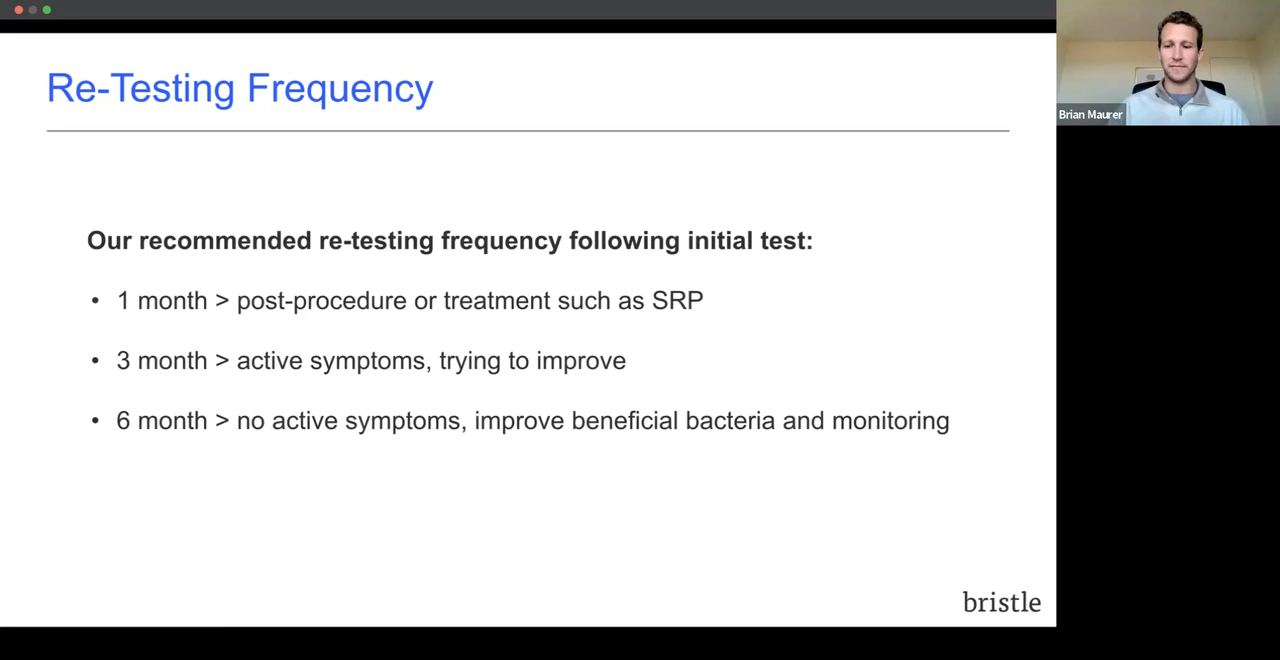 Re-Testing Frequency
Brian Maurer
Our recommended re-testing frequency following initial test:
• 1 month > post-procedure or treatment such as SRP
• 3 month > active symptoms, trying to improve
• 6 month > no active symptoms, improve beneficial bacteria and monitoring
bristle